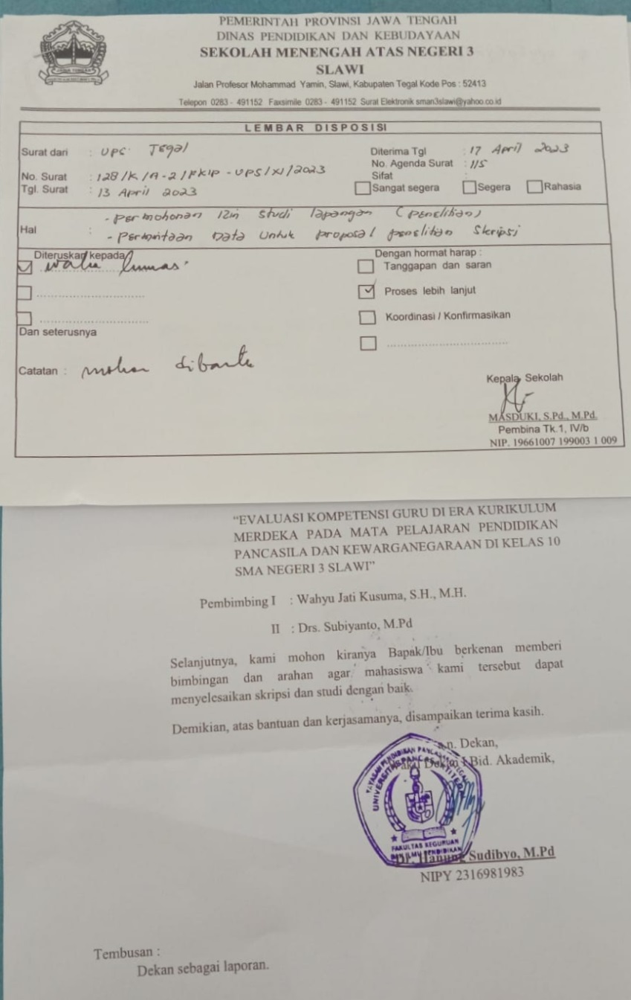 PEMERINTAH PROVINSI JAWA TENGAH
DINAS PENDIDIKAN DAN KEBUDAYAAN
SEKOLAH MENENGAH ATAS NEGERI 3
SLAWI
Jalan Profesor Mohammad Yamin, Slawi, Kabupaten Tegal Kode Pos : 52413
Telepon 0283 - 491152 Faksimile 0283 - 491152 Surat Elektronik sman3slawi@yahoo.co.id
LEMBAR DISPOSISI
Surat dari : UPS Tegal
No. Surat : 128/K/A-2/FKIP-UPS/XI/2023
Tgl. Surat : 13 April 2023
Diterima Tgl : 17 April 2023
No. Agenda Surat : 115
Sifat :
Sangat segera Segera Rahasia
Hal : - Permohonan Izin Studi lapangan (Penelitian)
- Permintaan Data untuk proposal penelitian Skripsi
Diteruskan kepada
Waka humas
Dan seterusnya
Dengan hormat harap :
Tanggapan dan saran
Proses lebih lanjut
Koordinasi / Konfirmasikan
Catatan : mohon dibantu
Kepala Sekolah
MASDUKI, S.Pd., M.Pd.
Pembina Tk.1, IV/b
NIP. 19661007 199003 1 009
“EVALUASI KOMPETENSI GURU DI ERA KURIKULUM
MERDEKA PADA MATA PELAJARAN PENDIDIKAN
PANCASILA DAN KEWARGANEGARAAN DI KELAS 10
SMA NEGERI 3 SLAWI”
Pembimbing I : Wahyu Jati Kusuma, S.H., M.H.
II : Drs. Subiyanto, M.Pd
Selanjutnya, kami mohon kiranya Bapak/Ibu berkenan memberi
bimbingan dan arahan agar mahasiswa kami tersebut dapat
menyelesaikan skripsi dan studi dengan baik.
Demikian, atas bantuan dan kerjasamanya, disampaikan terima kasih.
a.n. Dekan,
Wakil Dekan I Bid. Akademik,
YAYASAN PENDIDIKAN PANCASAKTI TEGAL
UNIVERSITAS PANCASAKTI TEGAL
FAKULTAS KEGURUAN
DAN ILMU PENDIDIKAN
Dr. Hanung Sudibyo, M.Pd
NIPY 2316981983
Tembusan :
Dekan sebagai laporan.